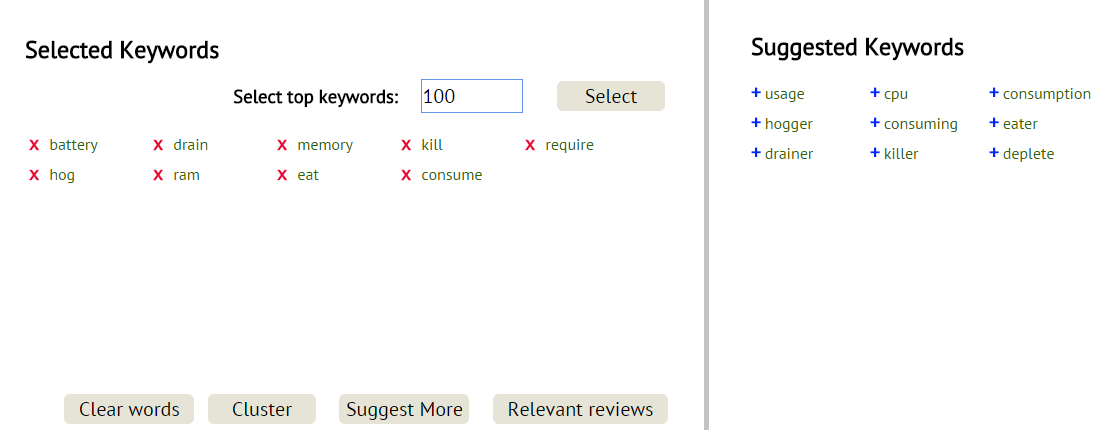 Selected Keywords
Select top keywords: 100 Select
x battery x drain x memory x kill x require
x hog x ram x eat x consume
Clear words Cluster Suggest More Relevant reviews
Suggested Keywords
+ usage + cpu + consumption
+ hogger + consuming + eater
+ drainer + killer + deplete